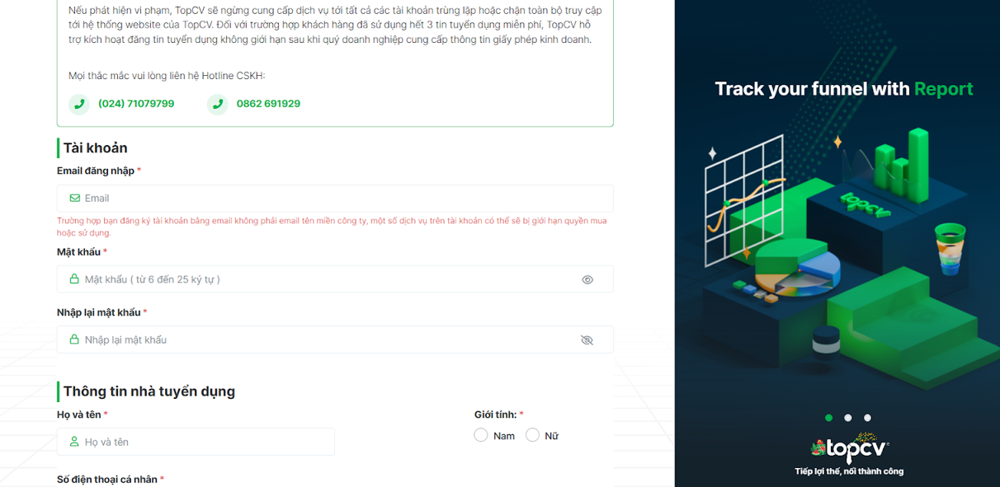 Nếu phát hiện vi phạm, TopCV sẽ ngừng cung cấp dịch vụ tới tất cả các tài khoản trùng lặp hoặc chặn toàn bộ truy cập
tới hệ thống website của TopCV. Đối với trường hợp khách hàng đã sử dụng hết 3 tin tuyển dụng miễn phí, TopCV hỗ
trợ kích hoạt đăng tin tuyển dụng không giới hạn sau khi quý doanh nghiệp cung cấp thông tin giấy phép kinh doanh.
Mọi thắc mắc vui lòng liên hệ Hotline CSKH:
(024) 71079799
0862 691929
Tài khoản
Email đăng nhập *
Email
Trường hợp bạn đăng ký tài khoản bằng email không phải email tên miền công ty, một số dịch vụ trên tài khoản có thể sẽ bị giới hạn quyền mua
hoặc sử dụng.
Mật khẩu *
Mật khẩu ( từ 6 đến 25 ký tự )
Nhập lại mật khẩu *
Nhập lại mật khẩu
Thông tin nhà tuyển dụng
Họ và tên *
Họ và tên
Giới tính: *
Nam
Nữ
Số điện thoại cá nhân *
Track your funnel with Report
topcv
topcv
Tiếp lợi thế, nối thành công